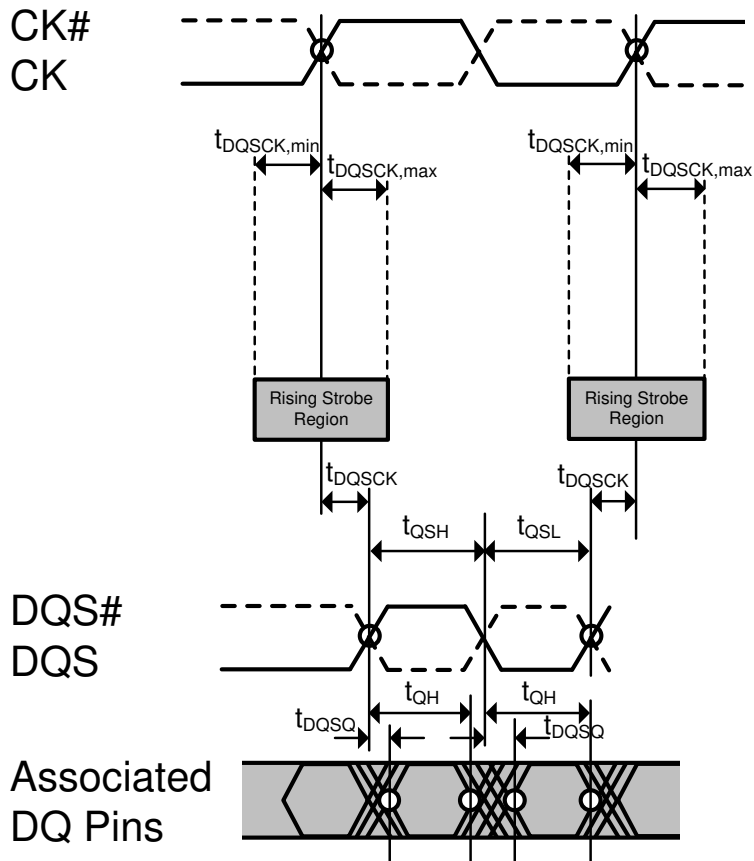 CK#
CK
tDQSCK,min
tDQSCK,max
tDQSCK,min
tDQSCK,max
Rising Strobe
Region
Rising Strobe
Region
tDQSCK
tDQSCK
tQSH
tQSL
DQS#
DQS
tQH
tQH
tDQSQ
tDQSQ
Associated
DQ Pins